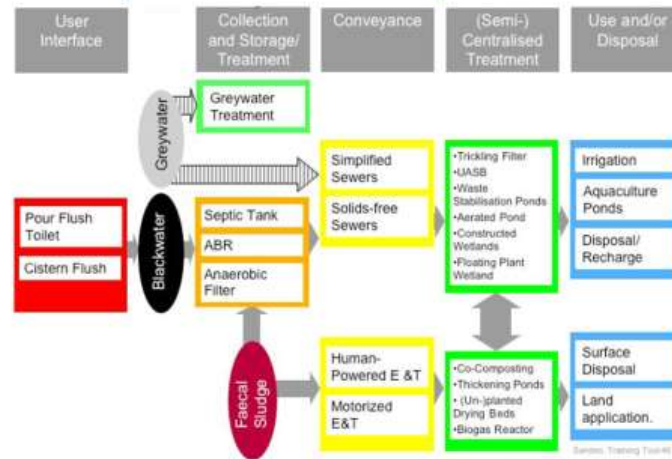 User
Interface
Collection
and Storage/
Treatment
Conveyance
(Semi-)
Centralised
Treatment
Use and/or
Disposal
Greywater
Greywater
Treatment
Simplified
Sewers
Solids-free
Sewers
•Trickling Filter
•UASB
•Waste
Stabilisation Ponds
•Aerated Pond
•Constructed
Wetlands
•Floating Plant
Wetland
Irrigation
Aquaculture
Ponds
Disposal/
Recharge
Pour Flush
Toilet
Cistern Flush
Blackwater
Septic Tank
ABR
Anaerobic
Filter
Faecal
Sludge
Human-
Powered E &T
Motorized
E&T
•Co-Composting
•Thickening Ponds
• (Un-)planted
Drying Beds
•Biogas Reactor
Surface
Disposal
Land
application.
Sandec, Training Tool